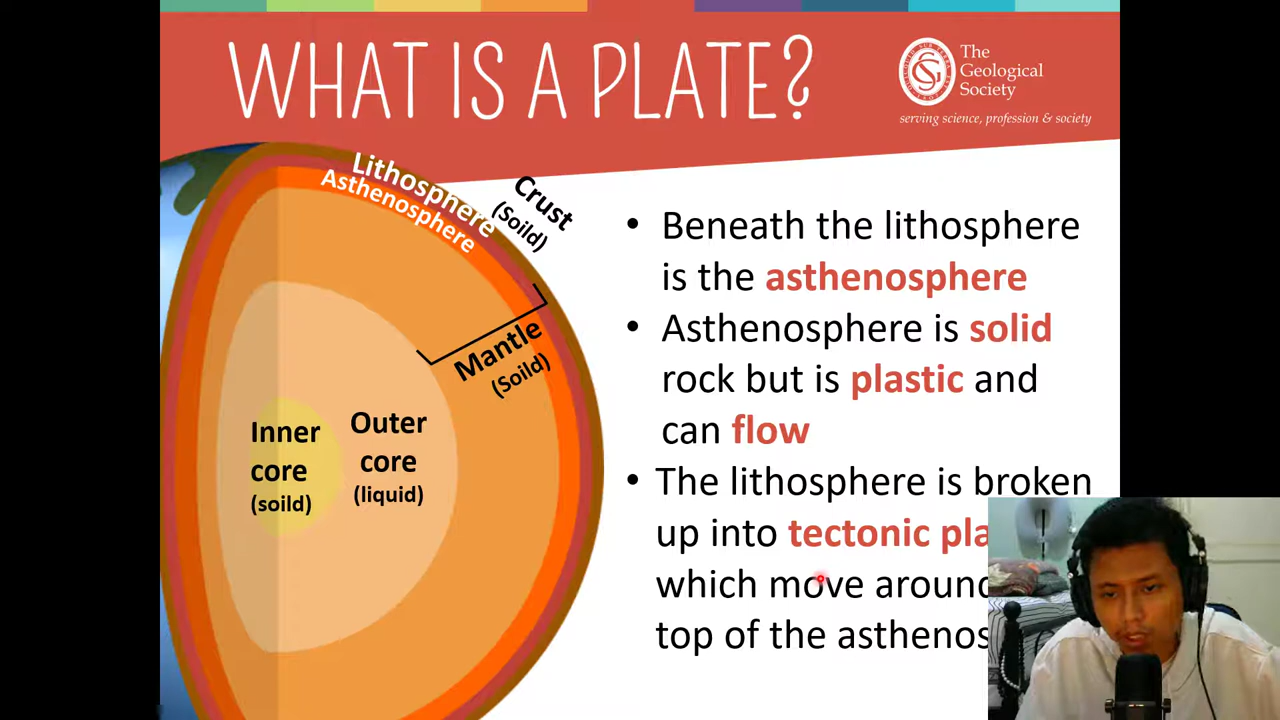 WHAT IS A PLATE?
The
Geological
Society
serving science, profession & society
Lithosphere
Asthenosphere
Crust
(Soild)
Mantle
(Soild)
Outer
core
(liquid)
Inner
core
(soild)
• Beneath the lithosphere
is the asthenosphere
• Asthenosphere is solid
rock but is plastic and
can flow
• The lithosphere is broken
up into tectonic pla
which move around
top of the asthenos